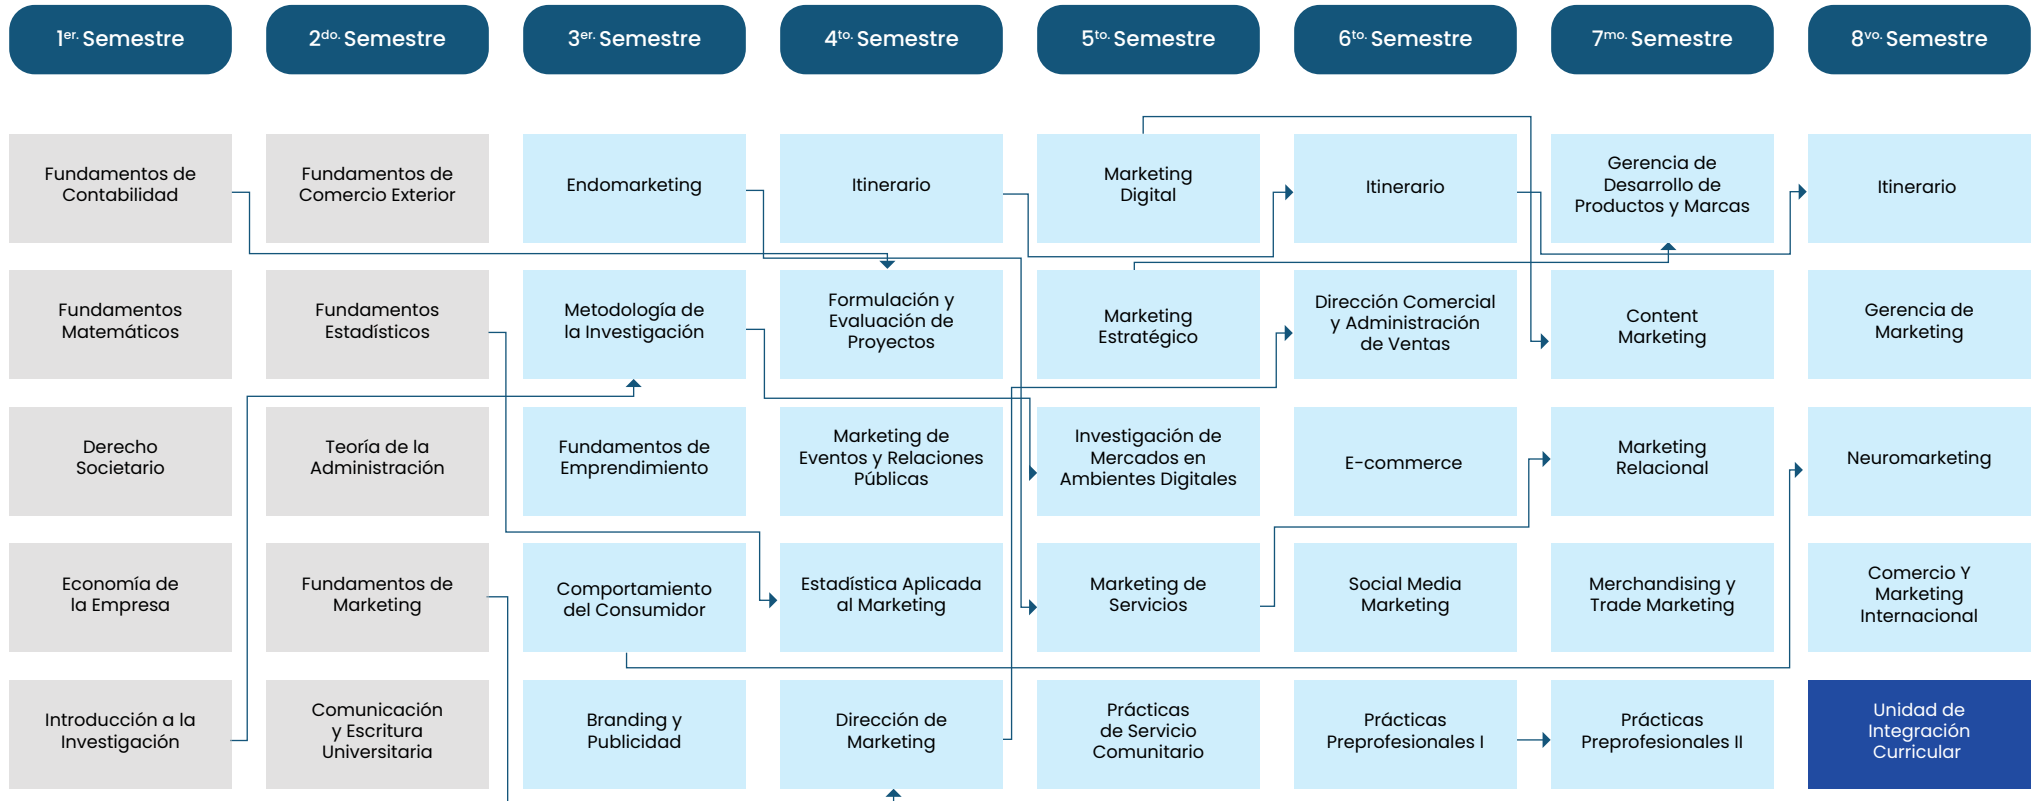 1er. Semestre
2do. Semestre
3er. Semestre
4to. Semestre
5to. Semestre
6to. Semestre
7mo. Semestre
8vo. Semestre
Fundamentos de
Contabilidad
Fundamentos de
Comercio Exterior
Endomarketing
Itinerario
Marketing
Digital
Itinerario
Gerencia de
Desarrollo de
Productos y Marcas
Itinerario
Fundamentos
Matemáticos
Fundamentos
Estadísticos
Metodología de
la Investigación
Formulación y
Evaluación de
Proyectos
Marketing
Estratégico
Dirección Comercial
y Administración
de Ventas
Content
Marketing
Gerencia de
Marketing
Derecho
Societario
Teoría de la
Administración
Fundamentos de
Emprendimiento
Marketing de
Eventos y Relaciones
Públicas
Investigación de
Mercados en
Ambientes Digitales
E-commerce
Marketing
Relacional
Neuromarketing
Economía de
la Empresa
Fundamentos de
Marketing
Comportamiento
del Consumidor
Estadística Aplicada
al Marketing
Marketing de
Servicios
Social Media
Marketing
Merchandising y
Trade Marketing
Comercio Y
Marketing
Internacional
Introducción a la
Investigación
Comunicación
y Escritura
Universitaria
Branding y
Publicidad
Dirección de
Marketing
Prácticas
de Servicio
Comunitario
Prácticas
Preprofesionales I
Prácticas
Preprofesionales II
Unidad de
Integración
Curricular